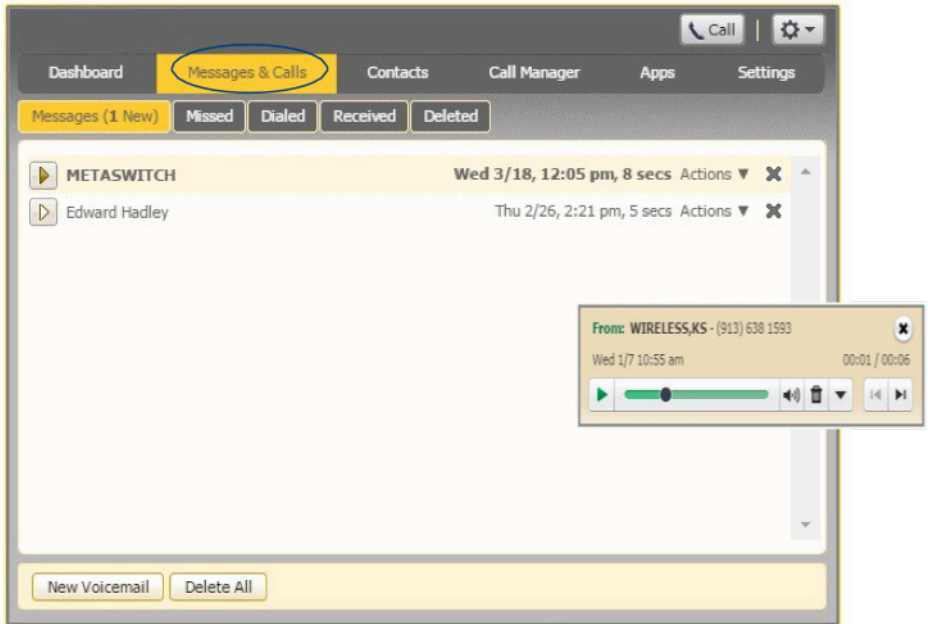 Call
Dashboard Messages & Calls Contacts Call Manager Apps Settings
Messages (1 New) Missed Dialed Received Deleted
METASWITCH Wed 3/18, 12:05 pm, 8 secs Actions
Edward Hadley Thu 2/26, 2:21 pm, 5 secs Actions
From: WIRELESS,KS - (913) 638 1593
Wed 1/7 10:55 am 00:01 / 00:06
New Voicemail Delete All